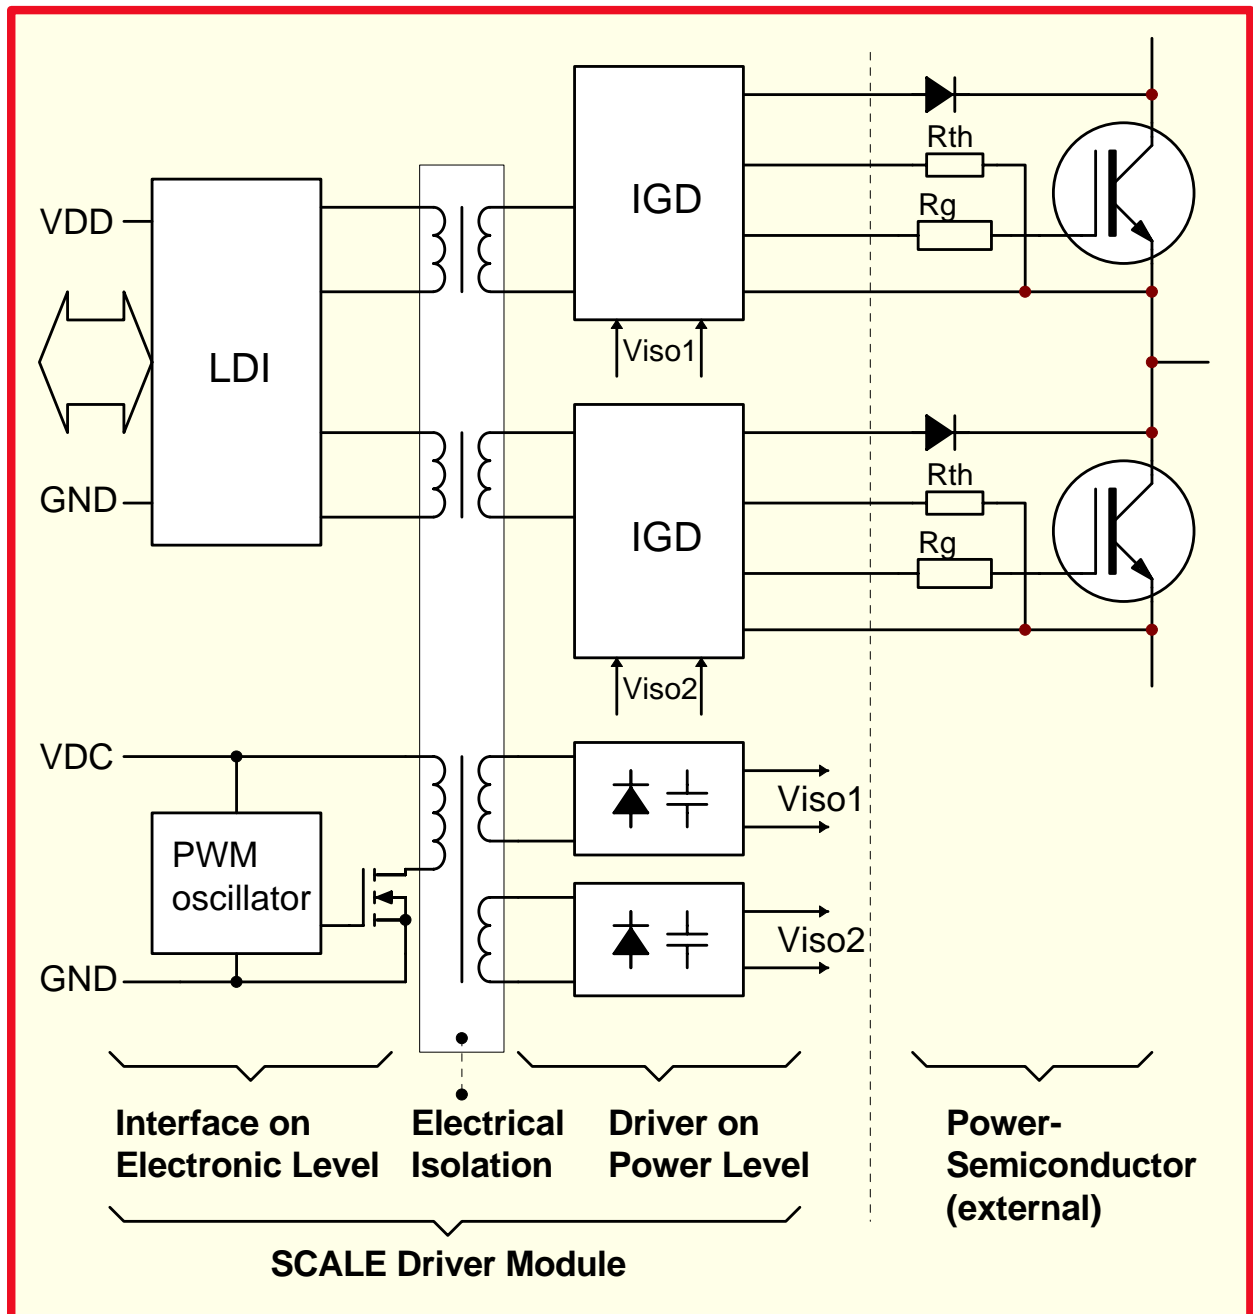 IGD
Rth
Rg
VDD
LDI
Viso1
GND
IGD
Rth
Rg
Viso2
VDC
PWM
oscillator
Viso1
GND
Viso2
Interface on
Electronic Level
Electrical
Isolation
Driver on
Power Level
Power-
Semiconductor
(external)
SCALE Driver Module